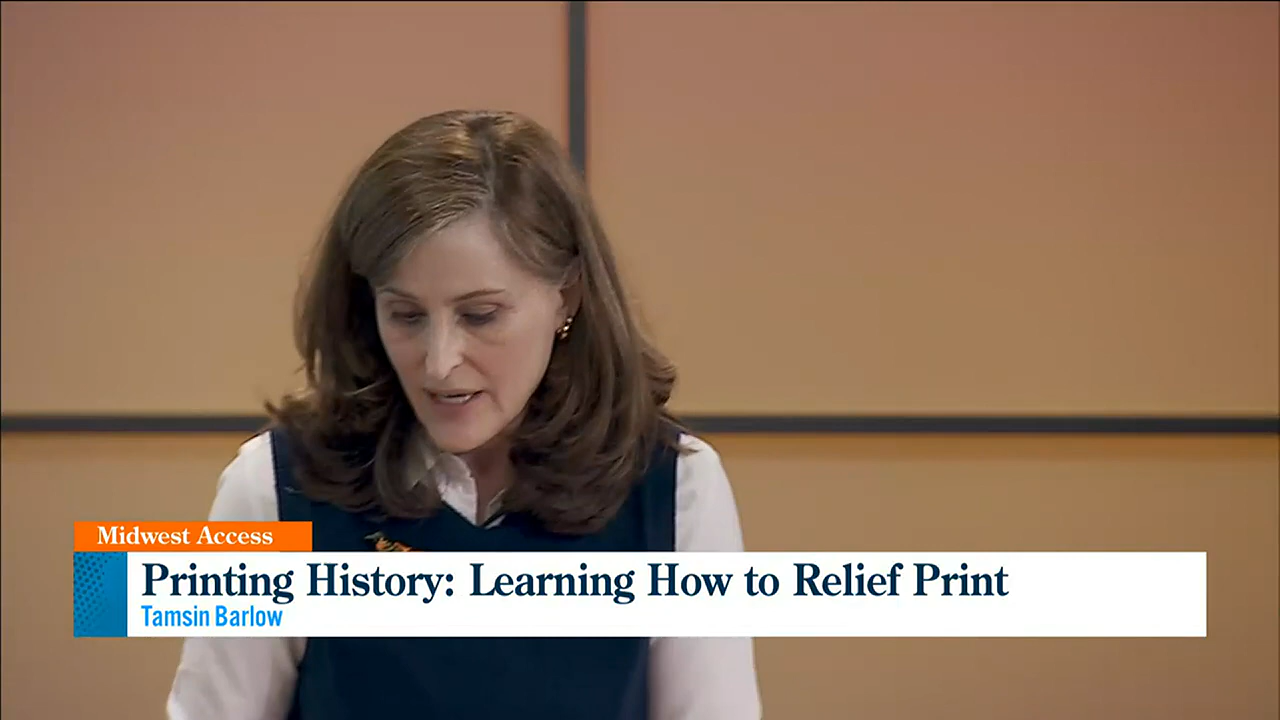 Midwest Access
Printing History: Learning How to Relief Print
Tamsin Barlow